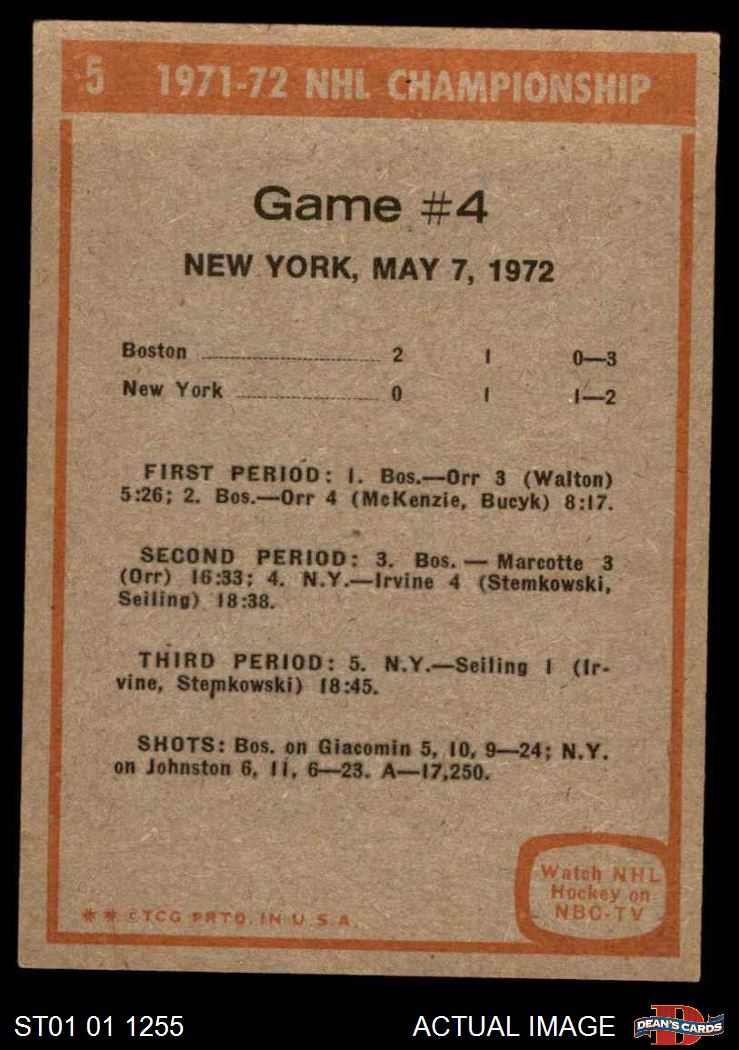 5 1971-72 NHL CHAMPIONSHIP
Game #4
NEW YORK, MAY 7, 1972
Boston 2 1 0—3
New York 0 1 1—2
FIRST PERIOD: 1. Bos.—Orr 3 (Walton)
5:26; 2. Bos.—Orr 4 (McKenzie, Bucyk) 8:17.
SECOND PERIOD: 3. Bos. — Marcotte 3
(Orr) 16:33; 4. N.Y.—Irvine 4 (Stemkowski,
Seiling) 18:38.
THIRD PERIOD: 5. N.Y.—Seiling 1 (Ir-
vine, Stemkowski) 18:45.
SHOTS: Bos. on Giacomin 5, 10, 9—24; N.Y.
on Johnston 6, 11, 6—23. A—17,250.
Watch NHL
Hockey on
NBC-TV
** ©TCG PRTD. IN U.S.A.
ST01 01 1255 ACTUAL IMAGE
D
DEAN'S CARDS